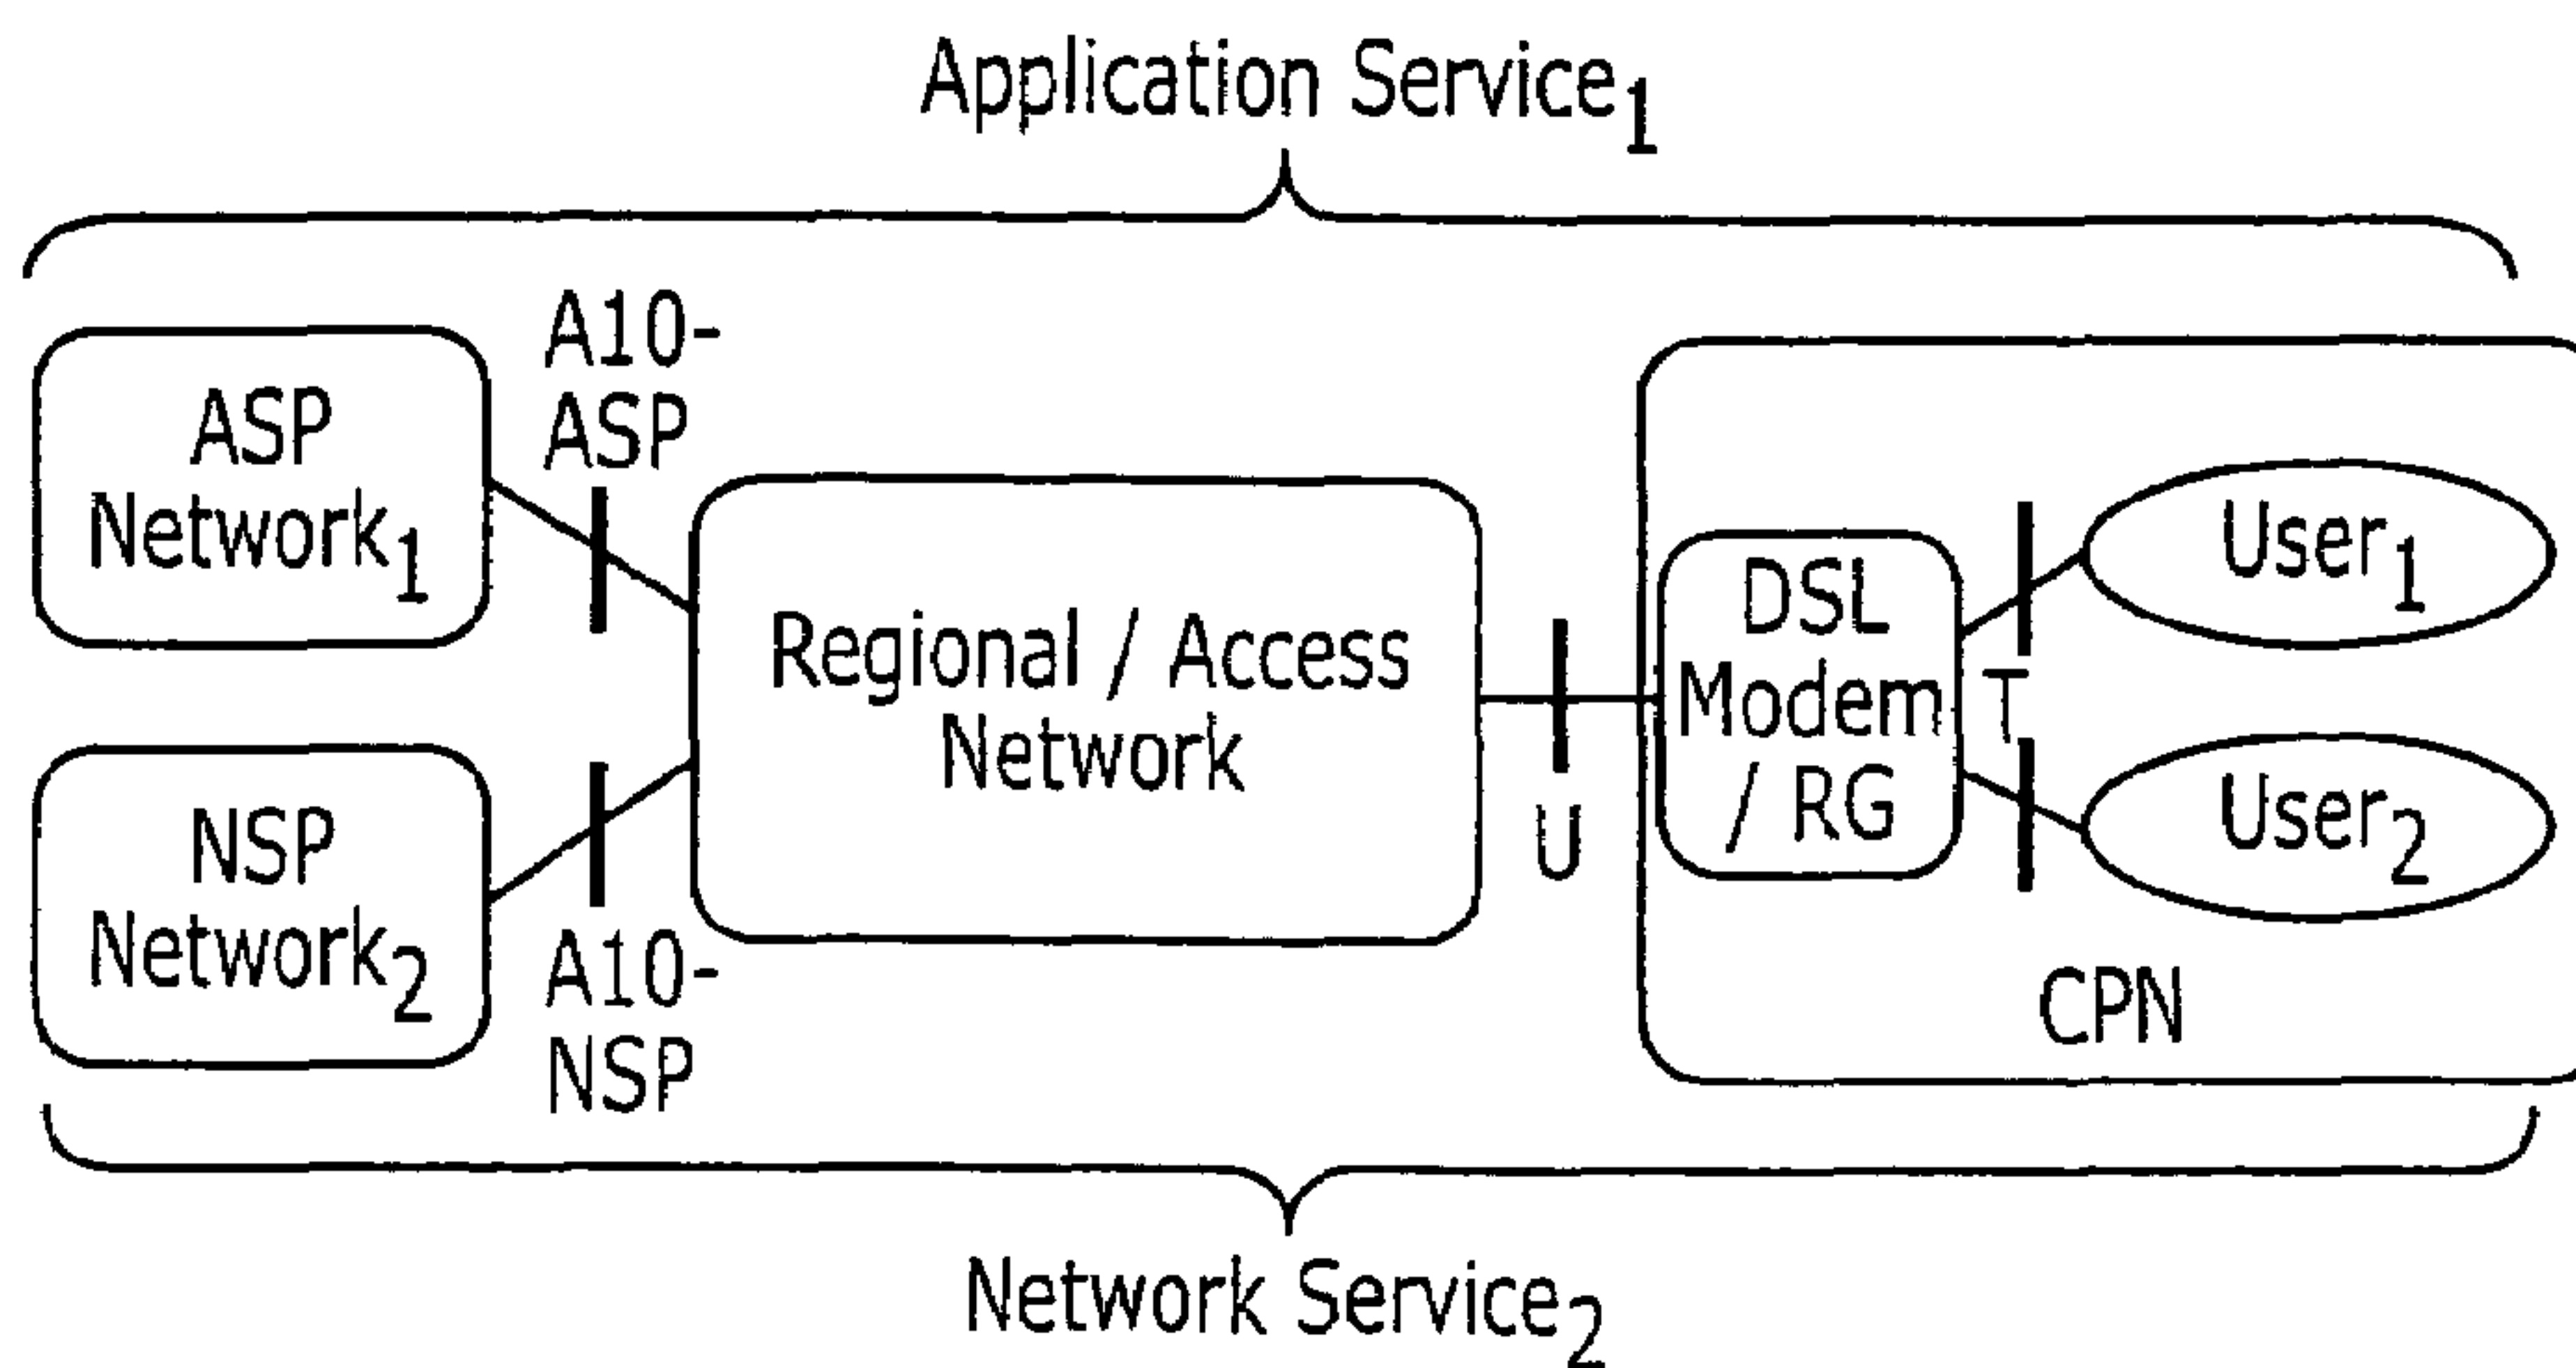 Application Service₁
A10-
ASP
ASP
Network₁
Regional / Access
Network
U
DSL
Modem
/ RG
T
User₁
User₂
CPN
NSP
Network₂
A10-
NSP
Network Service₂